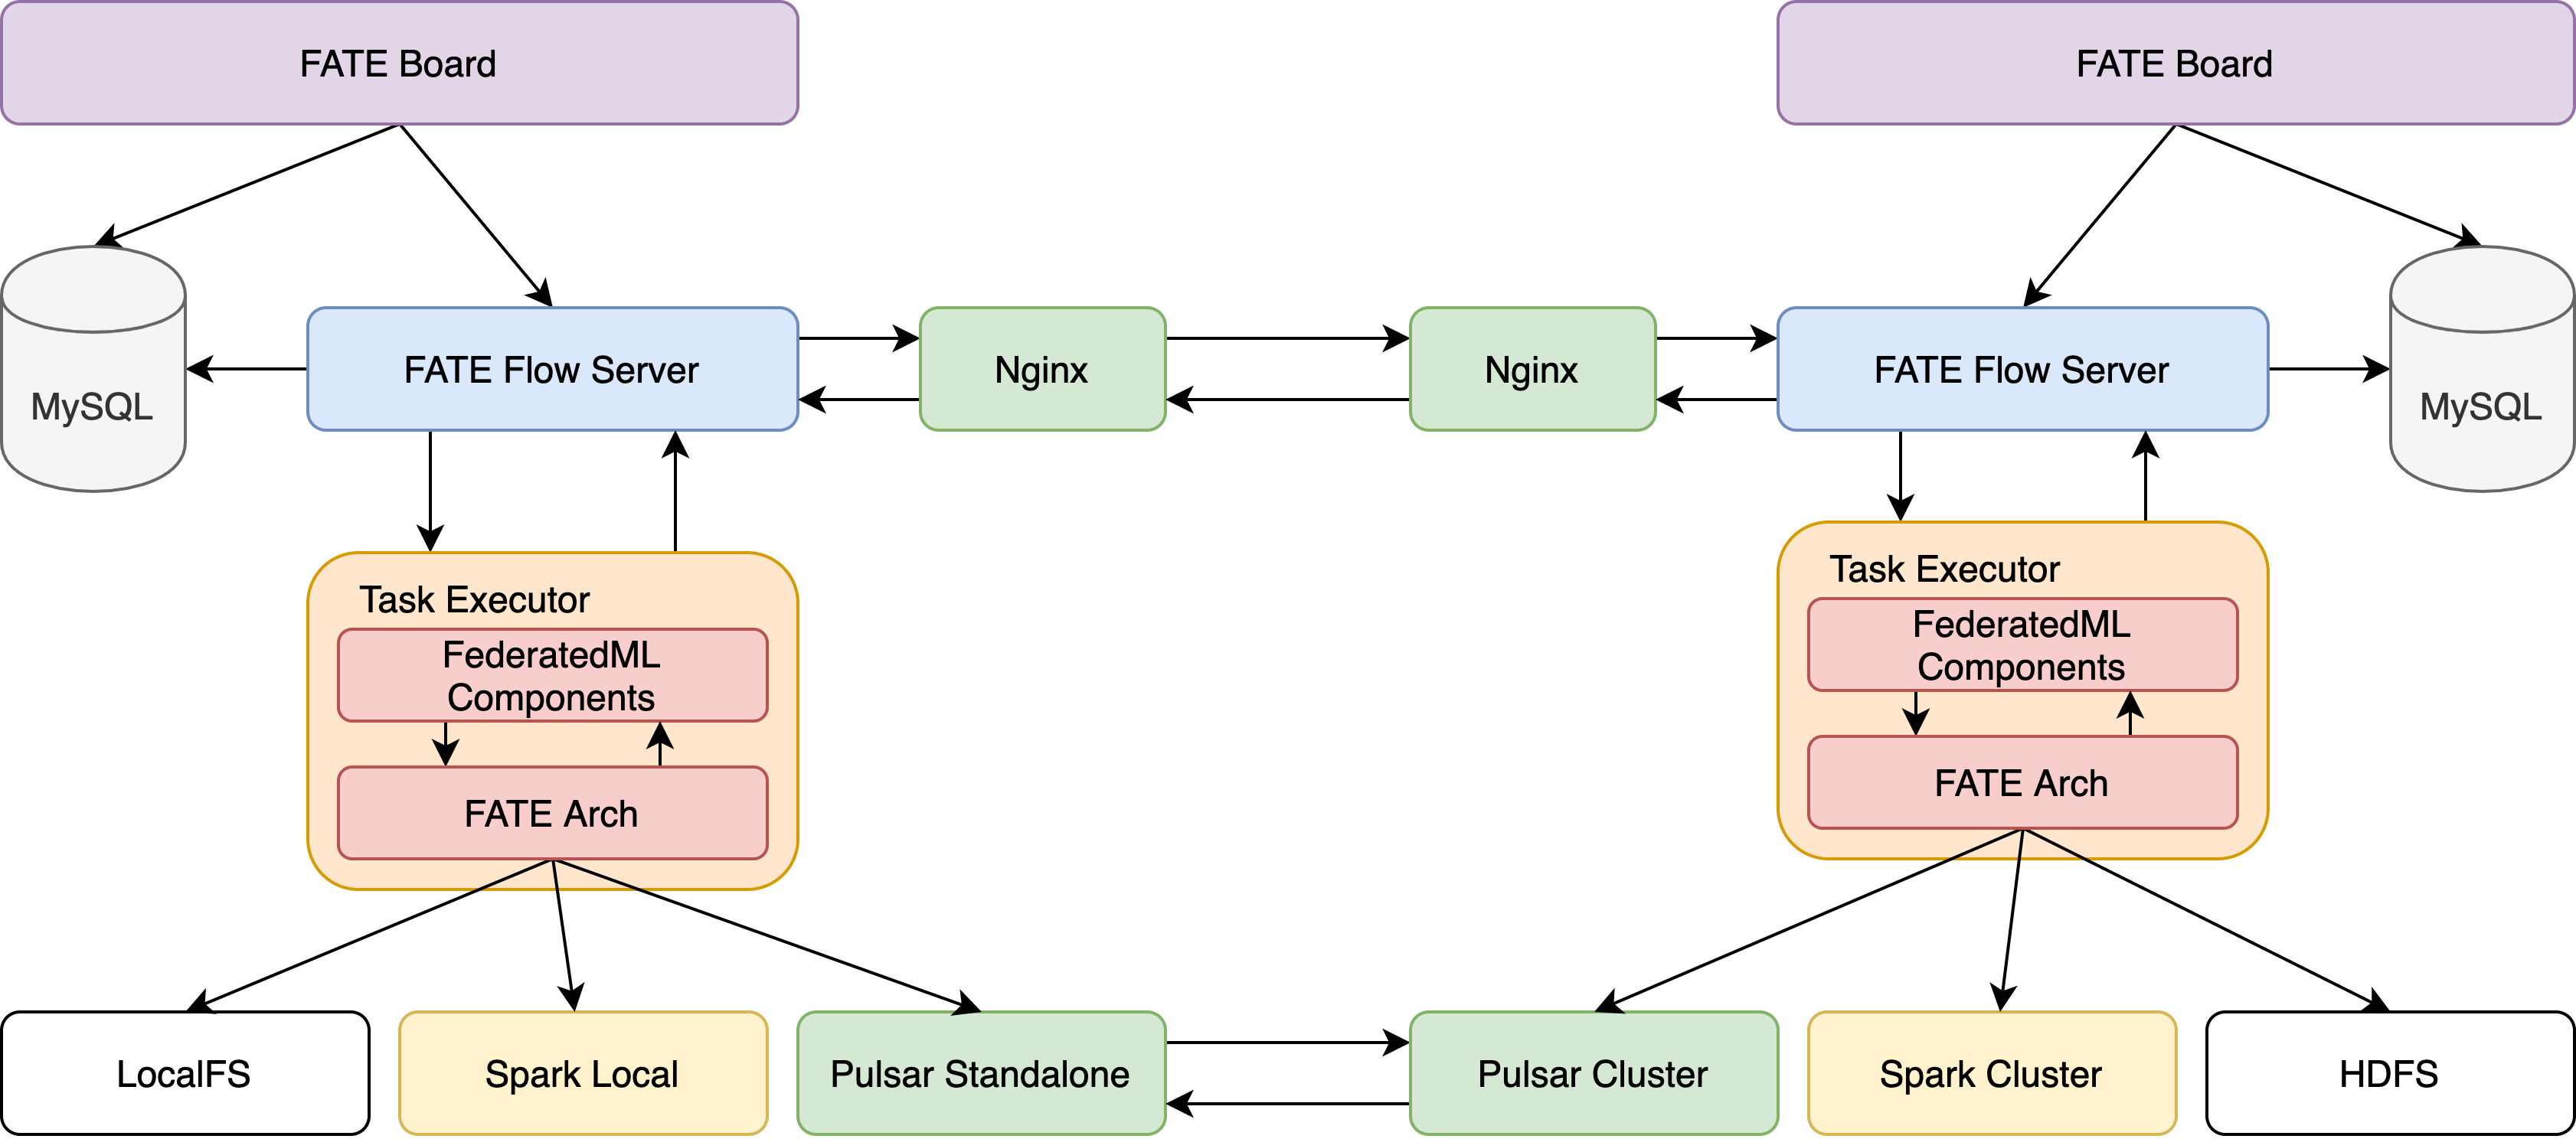 FATE Board
FATE Board
MySQL
FATE Flow Server
Nginx
Nginx
FATE Flow Server
MySQL
Task Executor
FederatedML
Components
FATE Arch
Task Executor
FederatedML
Components
FATE Arch
LocalFS
Spark Local
Pulsar Standalone
Pulsar Cluster
Spark Cluster
HDFS